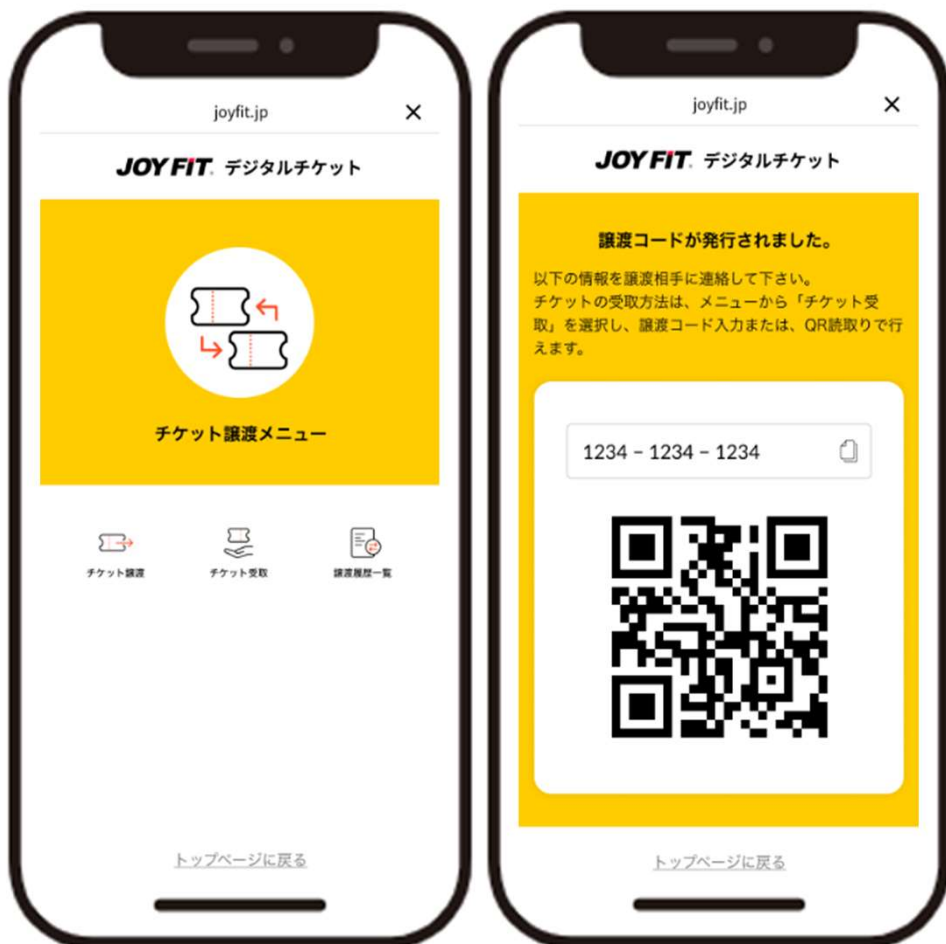 joyfit.jp
JOYFIT デジタルチケット
チケット譲渡メニュー
チケット譲渡
チケット受取
譲渡履歴一覧
トップページに戻る
joyfit.jp
JOYFIT デジタルチケット
譲渡コードが発行されました。
以下の情報を譲渡相手に連絡して下さい。
チケットの受取方法は、メニューから「チケット受
取」を選択し、譲渡コード入力または、QR読取りで行
えます。
1234 – 1234 – 1234
トップページに戻る